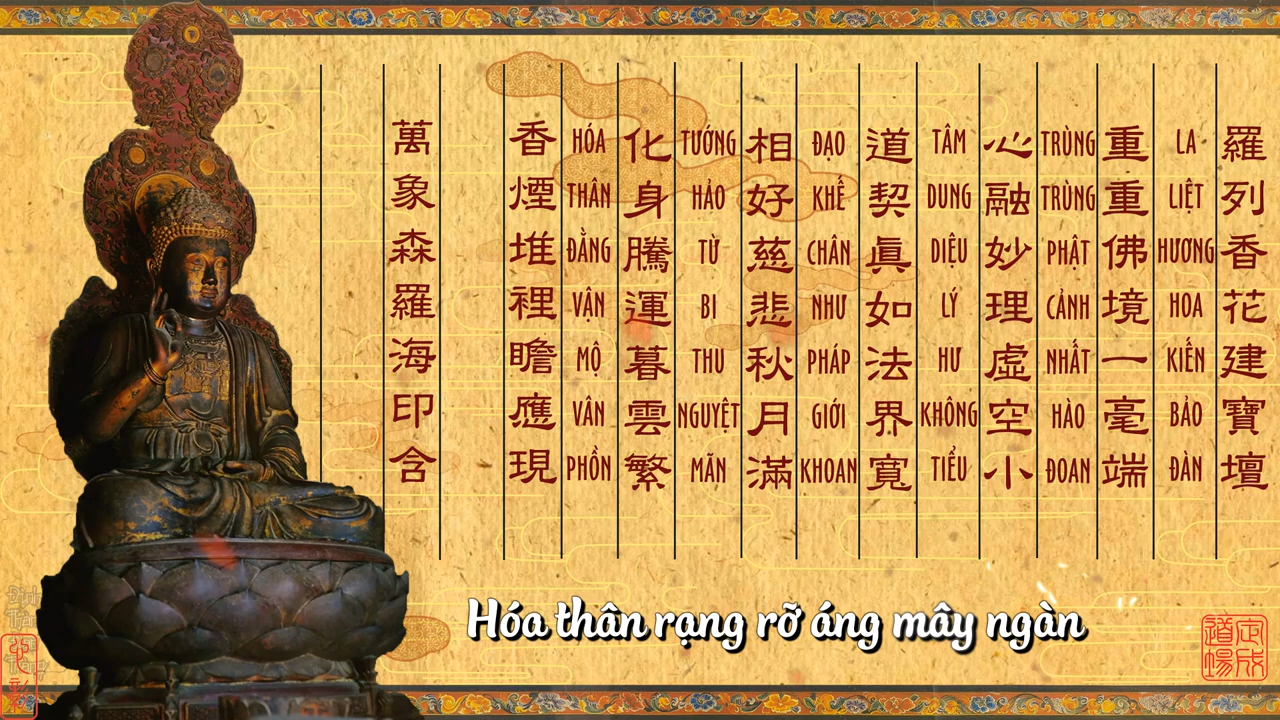 羅列香花建寶壇
LA LIỆT HƯƠNG HOA KIẾN BẢO ĐÀN
重重佛境一毫端
TRÙNG TRÙNG PHẬT CẢNH NHẤT HÀO ĐOAN
心融妙理虛空小
TÂM DUNG DIỆU LÝ HƯ KHÔNG TIỂU
道契眞如法界寬
ĐẠO KHẾ CHÂN NHƯ PHÁP GIỚI KHOAN
相好慈悲秋月滿
TƯỚNG HẢO TỪ BI THU NGUYỆT MÃN
化身騰運暮雲繁
HÓA THÂN ĐẰNG VẬN MỘ VÂN PHỒN
香煙堆裡瞻應現
萬象森羅海印含
Hóa thân rạng rỡ áng mây ngàn